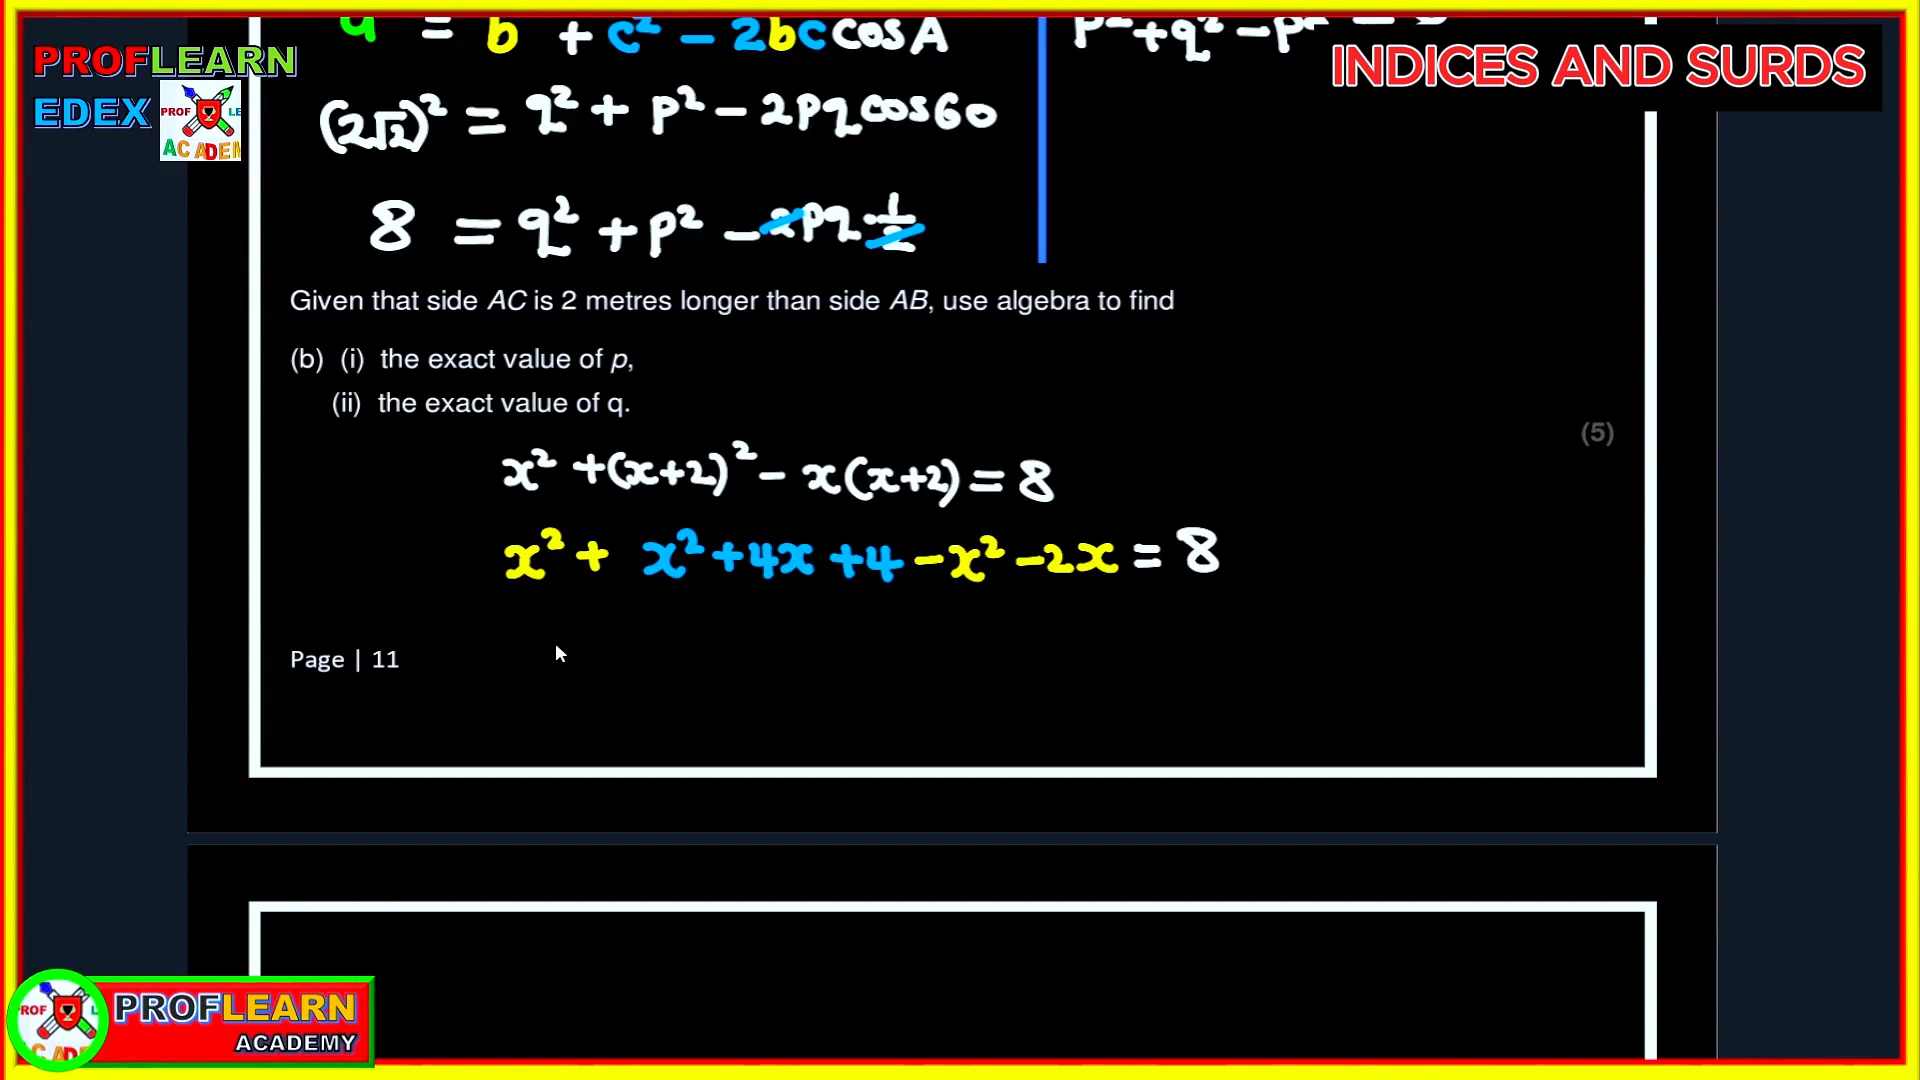 PROFLEARN
EDEX
PROF LE
ACADEM
INDICES AND SURDS
= b + c² - 2bc cos A
(2√2)² = q² + p² - 2pq cos 60
8 = q² + p² - 2pq 1/2
Given that side AC is 2 metres longer than side AB, use algebra to find
(b) (i) the exact value of p,
(ii) the exact value of q.
(5)
x² + (x+2)² - x(x+2) = 8
x² + x² + 4x + 4 - x² - 2x = 8
Page | 11
PROFLEARN
ACADEMY